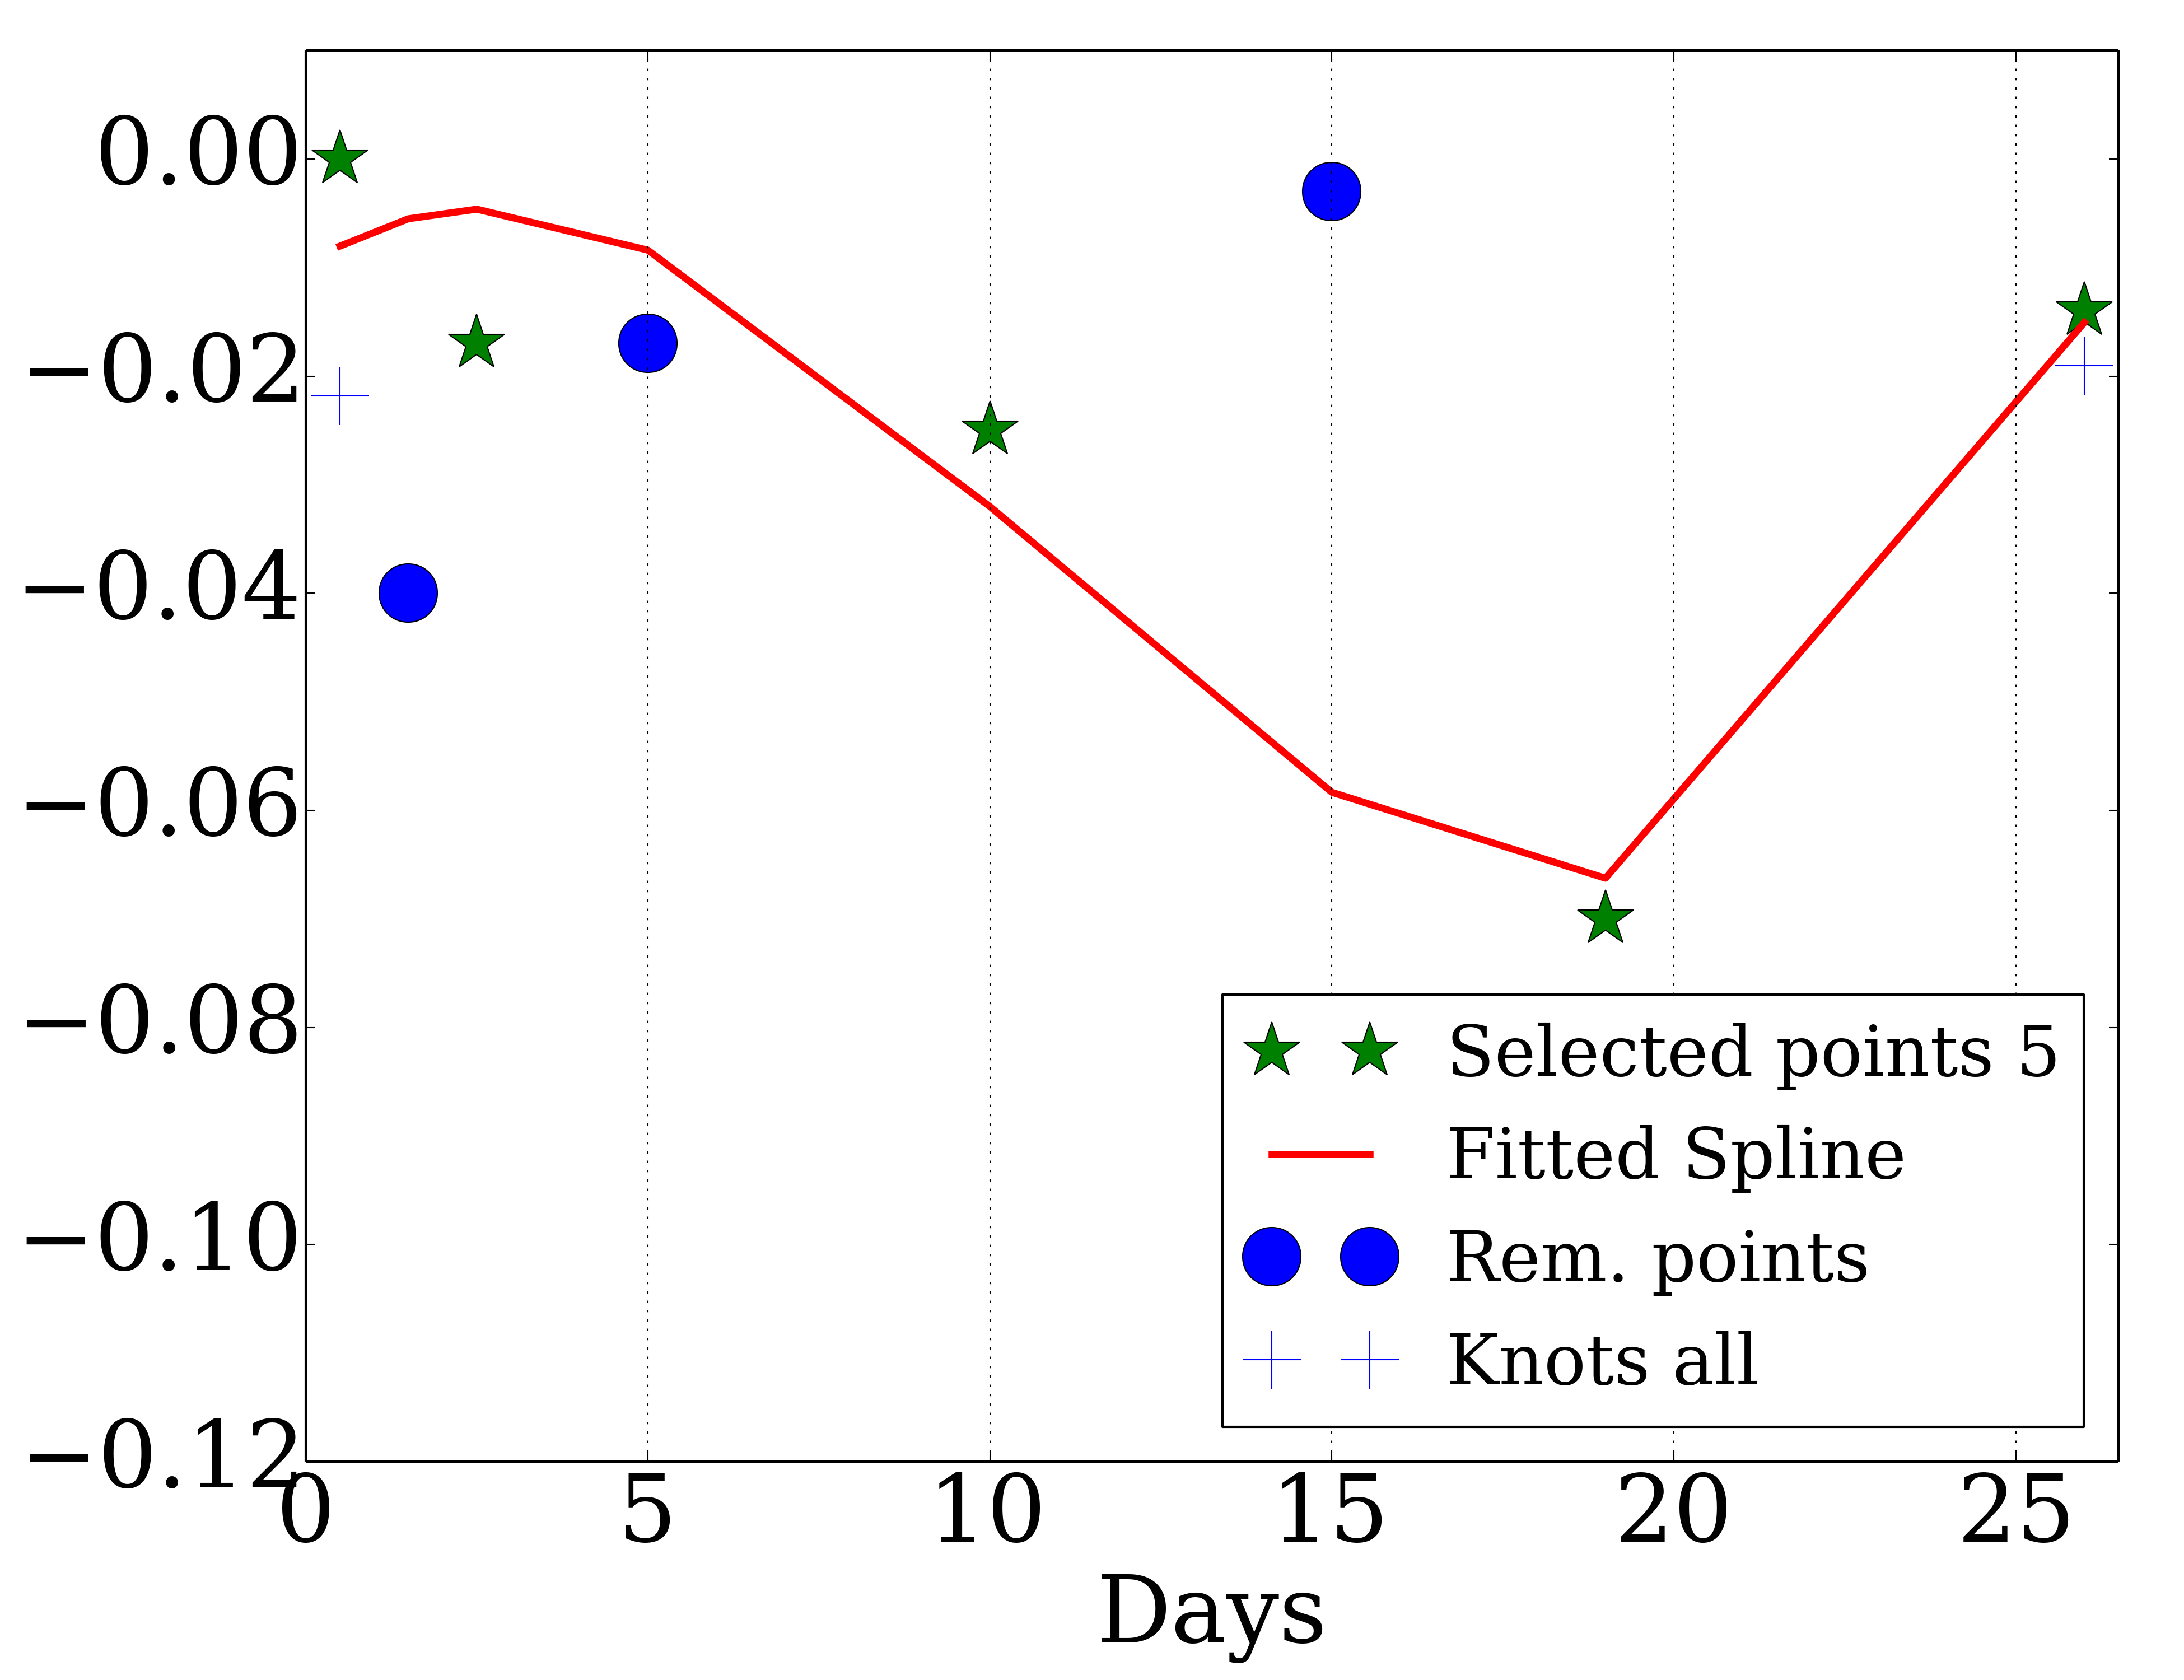 0.00
−0.02
−0.04
−0.06
−0.08
−0.10
−0.12
Selected points 5
Fitted Spline
Rem. points
Knots all
0 5 10 15 20 25
Days